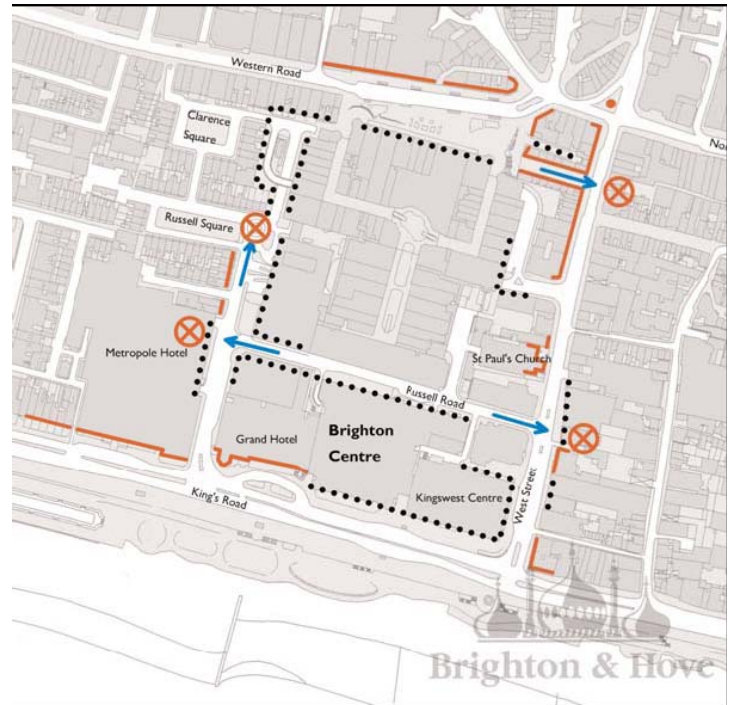 Western Road
Clarence
Square
Russell Square
Metropole Hotel
St Paul's Church
Russell Road
Grand Hotel
Brighton
Centre
Kingswest Centre
West Street
King's Road
Brighton & Hove